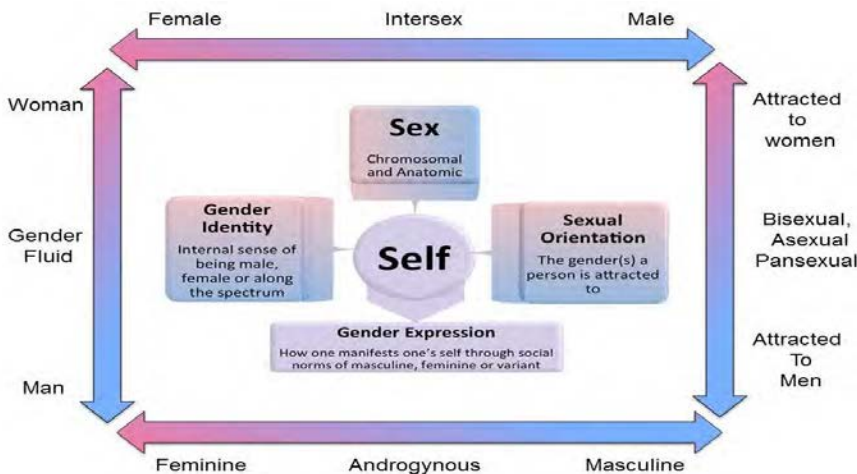 Female Intersex Male
Woman
Gender
Fluid
Man
Sex
Chromosomal
and Anatomic
Gender
Identity
Internal sense of
being male,
female or along
the spectrum
Self
Sexual
Orientation
The gender(s) a
person is attracted
to
Gender Expression
How one manifests one's self through social
norms of masculine, feminine or variant
Attracted
to
women
Bisexual,
Asexual
Pansexual
Attracted
To
Men
Feminine Androgynous Masculine